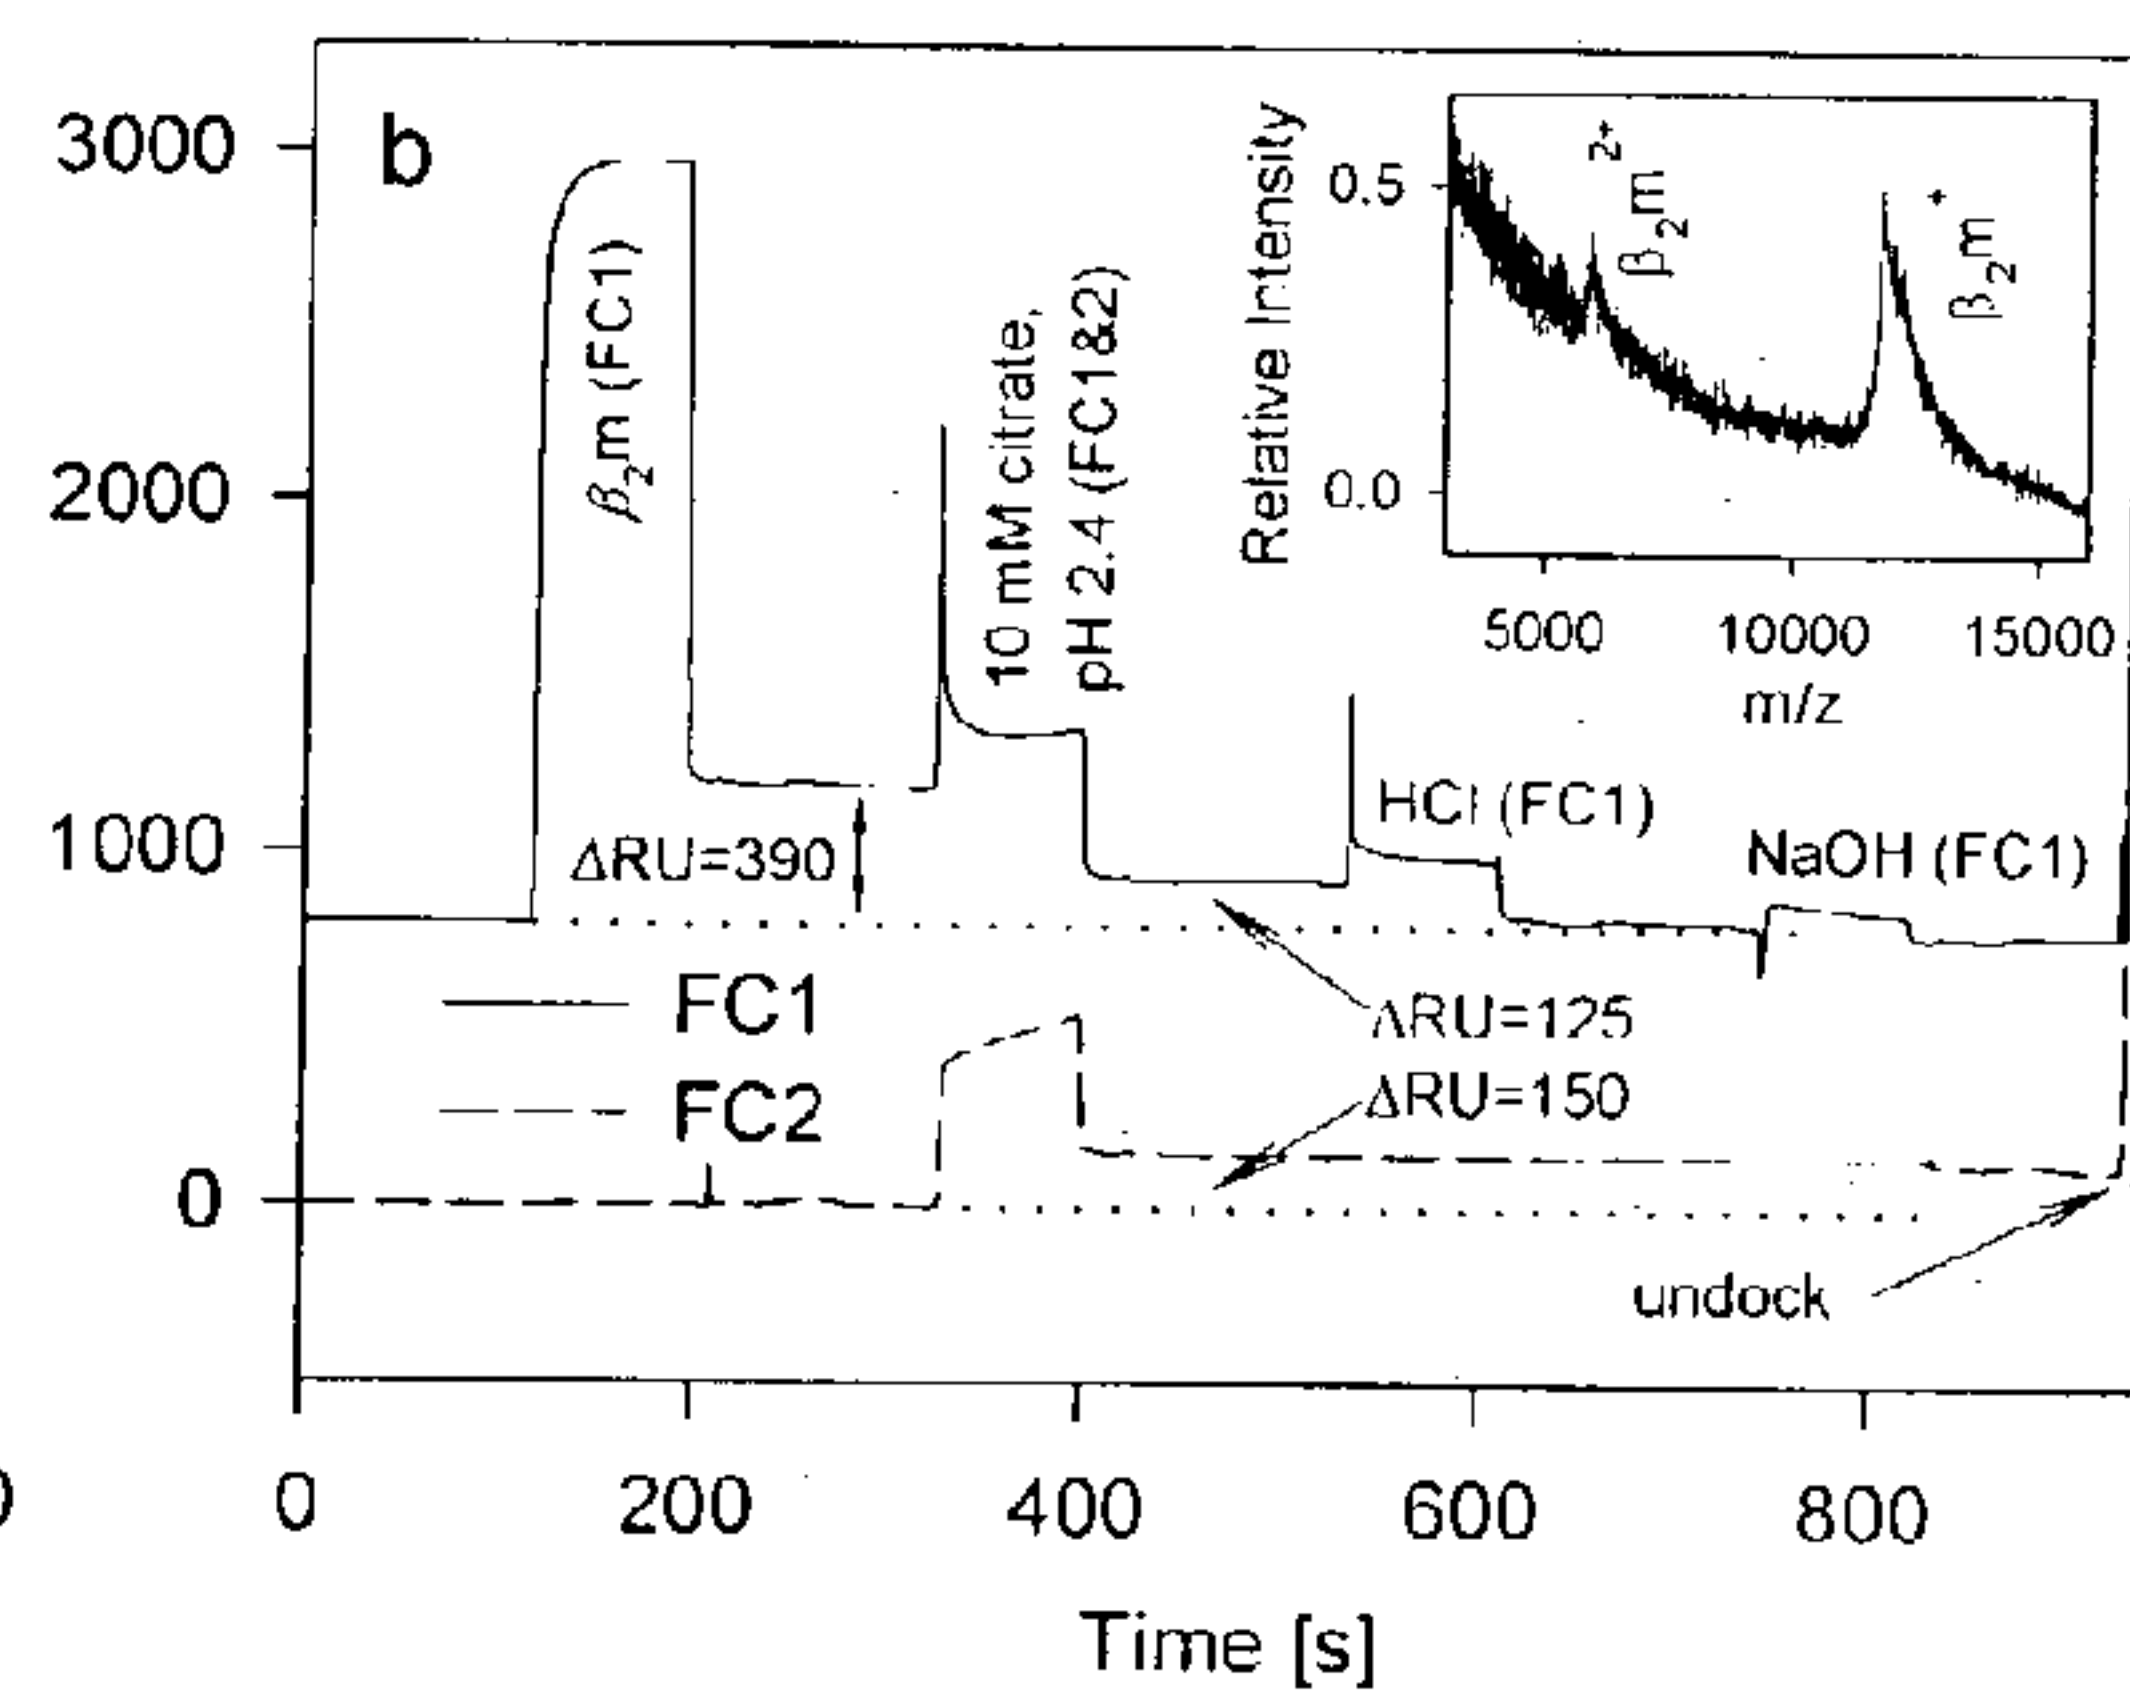 b
3000
2000
1000
0
β₂m (FC1)
10 mM citrate,
pH 2.4 (FC1&2)
Relative Intensity
0.5
0.0
β₂m²⁺
β₂m⁺
5000 10000 15000
m/z
HCl (FC1)
NaOH (FC1)
ΔRU=390
FC1
FC2
ΔRU=125
ΔRU=150
undock
0 200 400 600 800
Time [s]